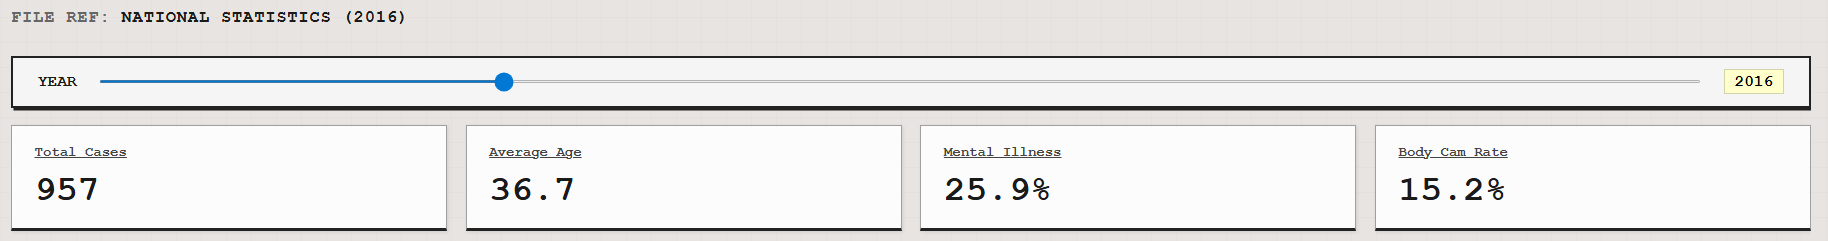 FILE REF: NATIONAL STATISTICS (2016)
YEAR 2016
Total Cases Average Age Mental Illness Body Cam Rate
957 36.7 25.9% 15.2%